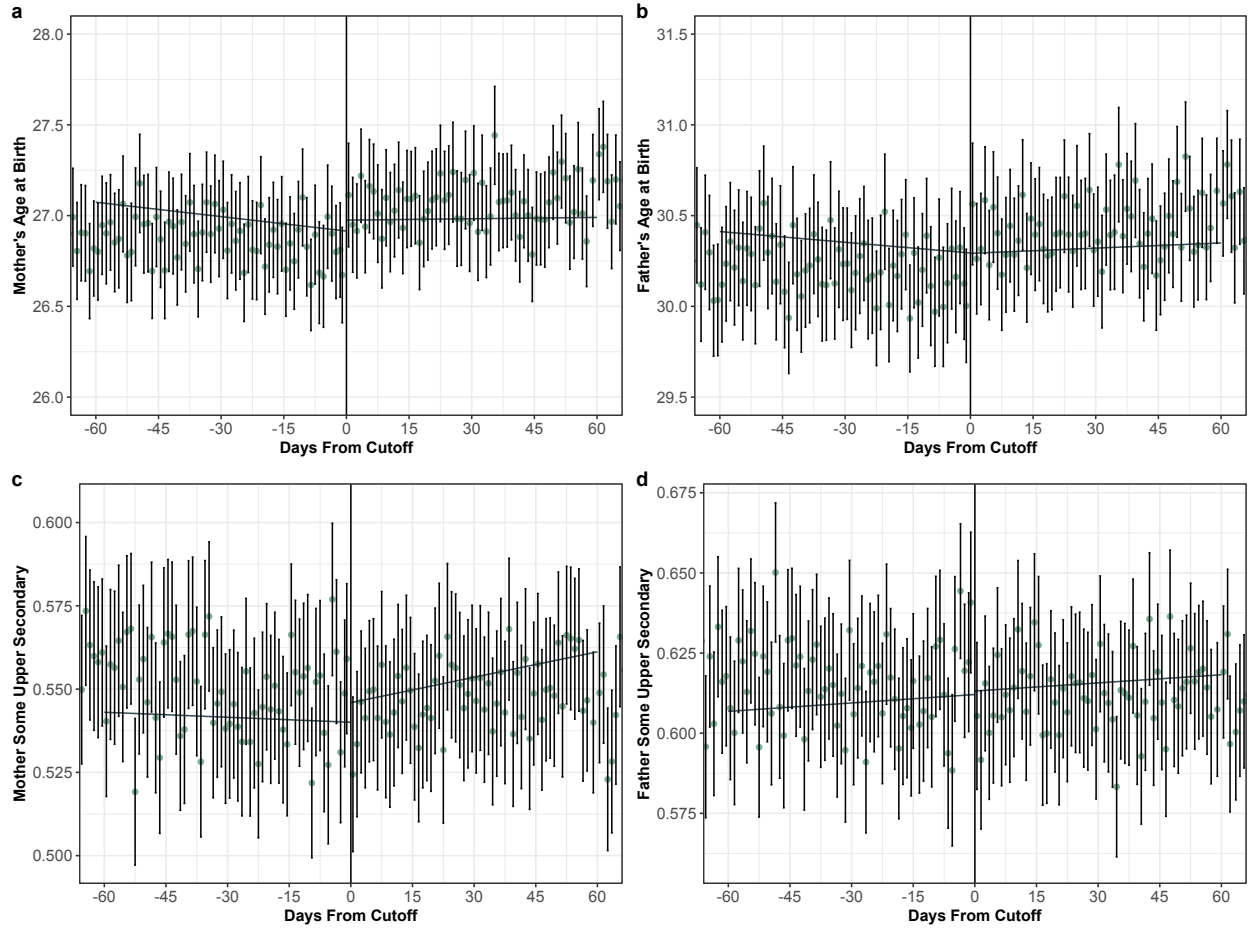 a
28.0
27.5
27.0
26.5
26.0
Mother's Age at Birth
-60 -45 -30 -15 0 15 30 45 60
Days From Cutoff
b
31.5
31.0
30.5
30.0
29.5
Father's Age at Birth
-60 -45 -30 -15 0 15 30 45 60
Days From Cutoff
c
0.600
0.575
0.550
0.525
0.500
Mother Some Upper Secondary
-60 -45 -30 -15 0 15 30 45 60
Days From Cutoff
d
0.675
0.650
0.625
0.600
0.575
Father Some Upper Secondary
-60 -45 -30 -15 0 15 30 45 60
Days From Cutoff